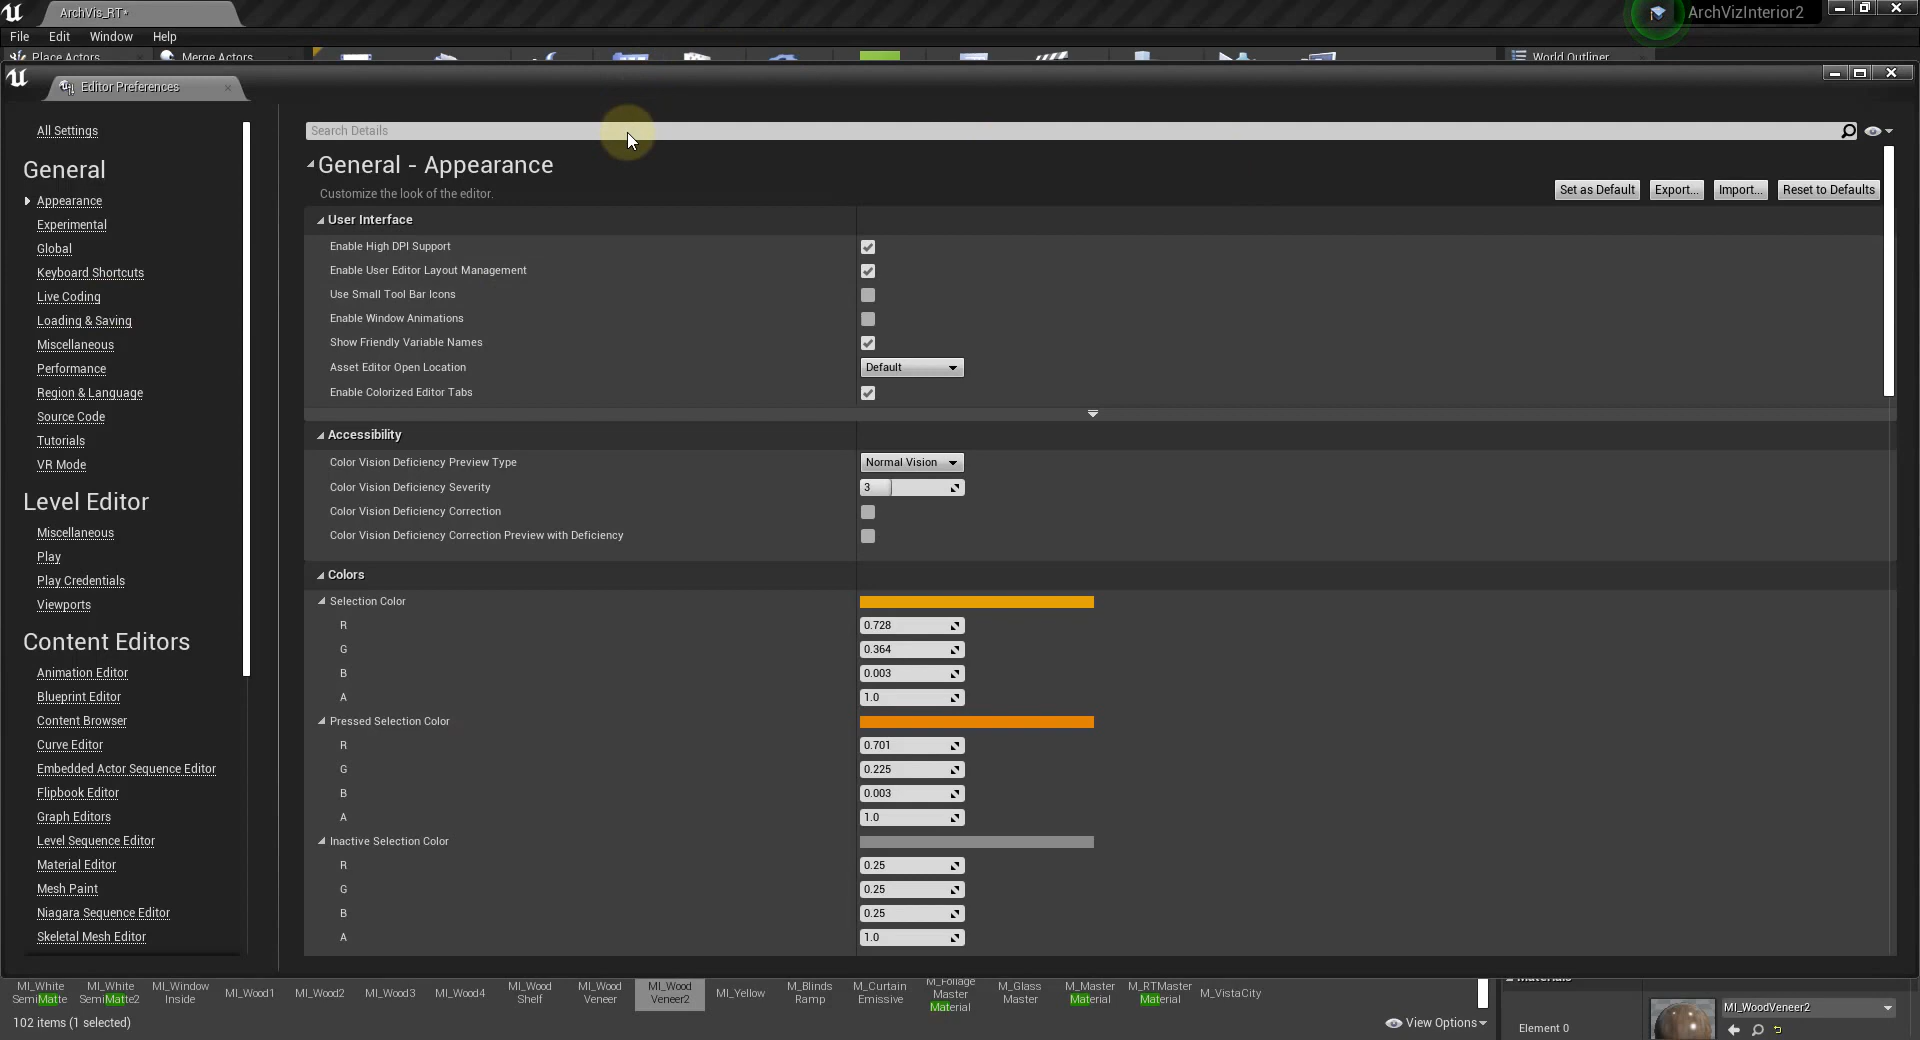 ArchVis_RT*
ArchVizInterior2
File Edit Window Help
Place Actors Merge Actors World Outliner
Editor Preferences
All Settings
General
Appearance
Experimental
Global
Keyboard Shortcuts
Live Coding
Loading & Saving
Miscellaneous
Performance
Region & Language
Source Code
Tutorials
VR Mode
Level Editor
Miscellaneous
Play
Play Credentials
Viewports
Content Editors
Animation Editor
Blueprint Editor
Content Browser
Curve Editor
Embedded Actor Sequence Editor
Flipbook Editor
Graph Editors
Level Sequence Editor
Material Editor
Mesh Paint
Niagara Sequence Editor
Skeletal Mesh Editor
Search Details
General - Appearance
Customize the look of the editor.
Set as Default Export... Import... Reset to Defaults
User Interface
Enable High DPI Support
Enable User Editor Layout Management
Use Small Tool Bar Icons
Enable Window Animations
Show Friendly Variable Names
Asset Editor Open Location Default
Enable Colorized Editor Tabs
Accessibility
Color Vision Deficiency Preview Type Normal Vision
Color Vision Deficiency Severity 3
Color Vision Deficiency Correction
Color Vision Deficiency Correction Preview with Deficiency
Colors
Selection Color
R 0.728
G 0.364
B 0.003
A 1.0
Pressed Selection Color
R 0.701
G 0.225
B 0.003
A 1.0
Inactive Selection Color
R 0.25
G 0.25
B 0.25
A 1.0
MI_White SemiMatte
MI_White SemiMatte2
MI_Window Inside
MI_Wood1
MI_Wood2
MI_Wood3
MI_Wood4
MI_Wood Shelf
MI_Wood Veneer
MI_Wood Veneer2
MI_Yellow
M_Blinds Ramp
M_Curtain Emissive
M_Foliage Master Material
M_Glass Master
M_Master Material
M_RTMaster Material
M_VistaCity
102 items (1 selected)
View Options
Materials
Element 0
MI_WoodVeneer2